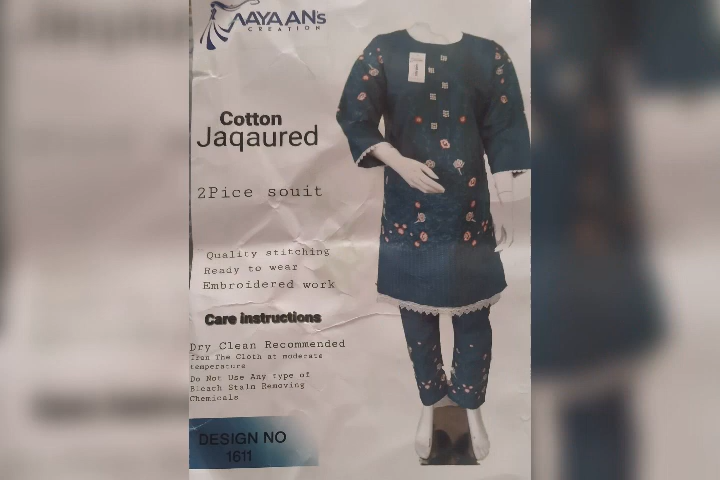 MAYAAN's
CREATION
Cotton
Jaqaured
2Pice souit
Quality stitching
Ready to wear
Embroidered work
Care instructions
Dry Clean Recommended
Iron The Cloth at moderate
temperature
Do Not Use Any type of
Bleach Stain Removing
Chemicals
DESIGN NO
1611